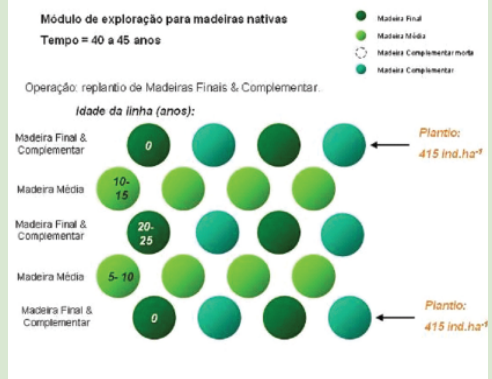 Módulo de exploração para madeiras nativas
Tempo = 40 a 45 anos
Madeira Final
Madeira Média
Madeira Complementar morta
Madeira Complementar
Operação: replantio de Madeiras Finais & Complementar.
Idade da linha (anos):
Madeira Final &
Complementar
0
Plantio:
415 ind.ha⁻¹
Madeira Média
10-
15
Madeira Final &
Complementar
20-
25
Madeira Média
5- 10
Madeira Final &
Complementar
0
Plantio:
415 ind.ha⁻¹